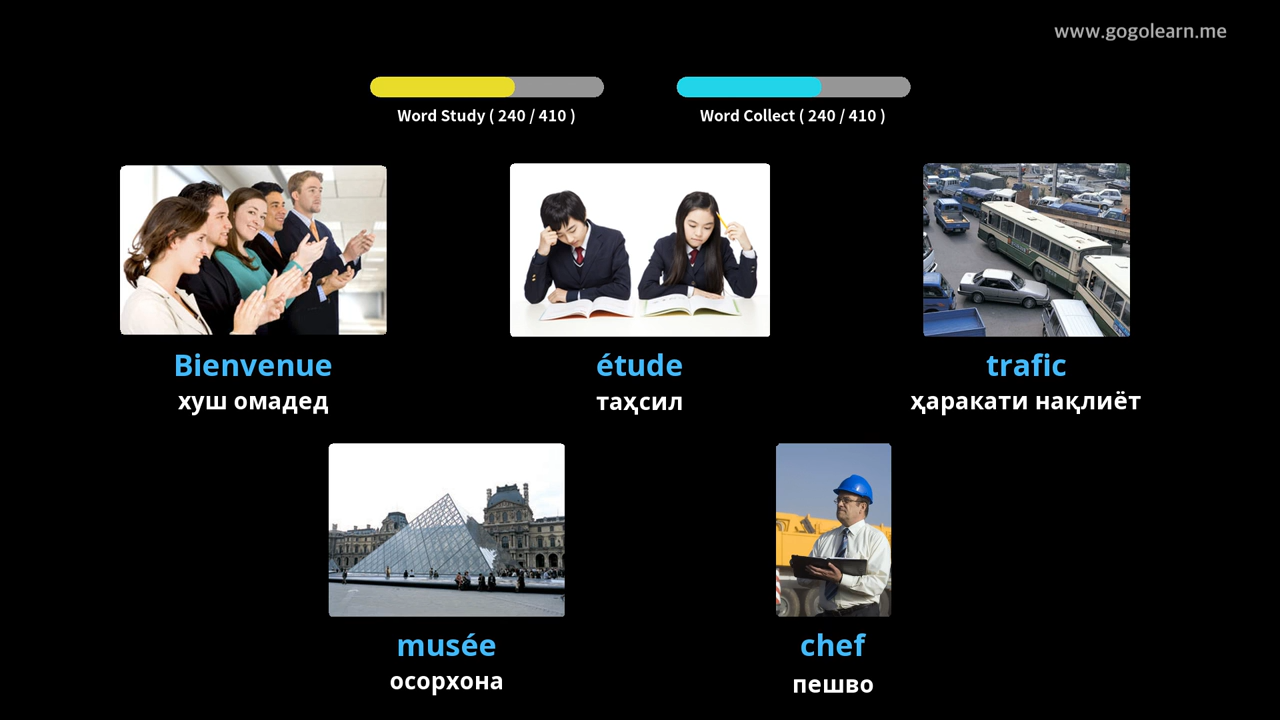 www.gogolearn.me
Word Study ( 240 / 410 )
Word Collect ( 240 / 410 )
Bienvenue
хуш омадед
étude
таҳсил
trafic
ҳаракати нақлиёт
musée
осорхона
chef
пешво